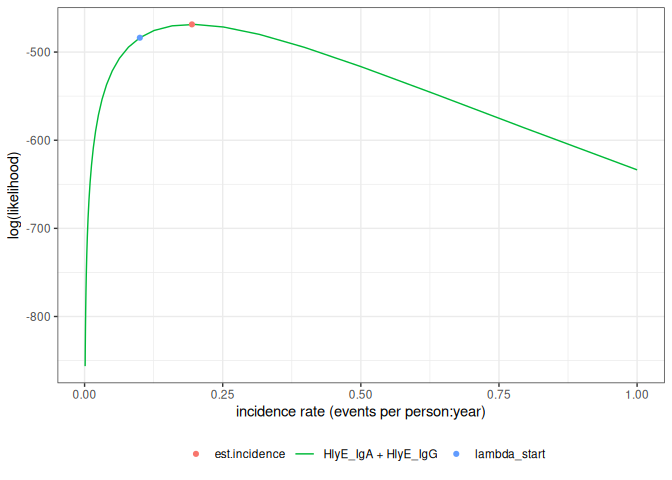 -500
-600
-700
-800
log(likelihood)
0.00 0.25 0.50 0.75 1.00
incidence rate (events per person:year)
est.incidence HlyE_IgA + HlyE_IgG lambda_start